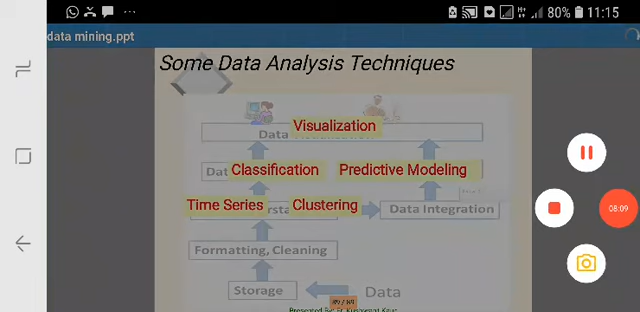 80% 11:15
data mining.ppt
Some Data Analysis Techniques
Visualization
Data
Classification Predictive Modeling
Time Series Clustering
Data Integration
Formatting, Cleaning
Storage Data
08:09